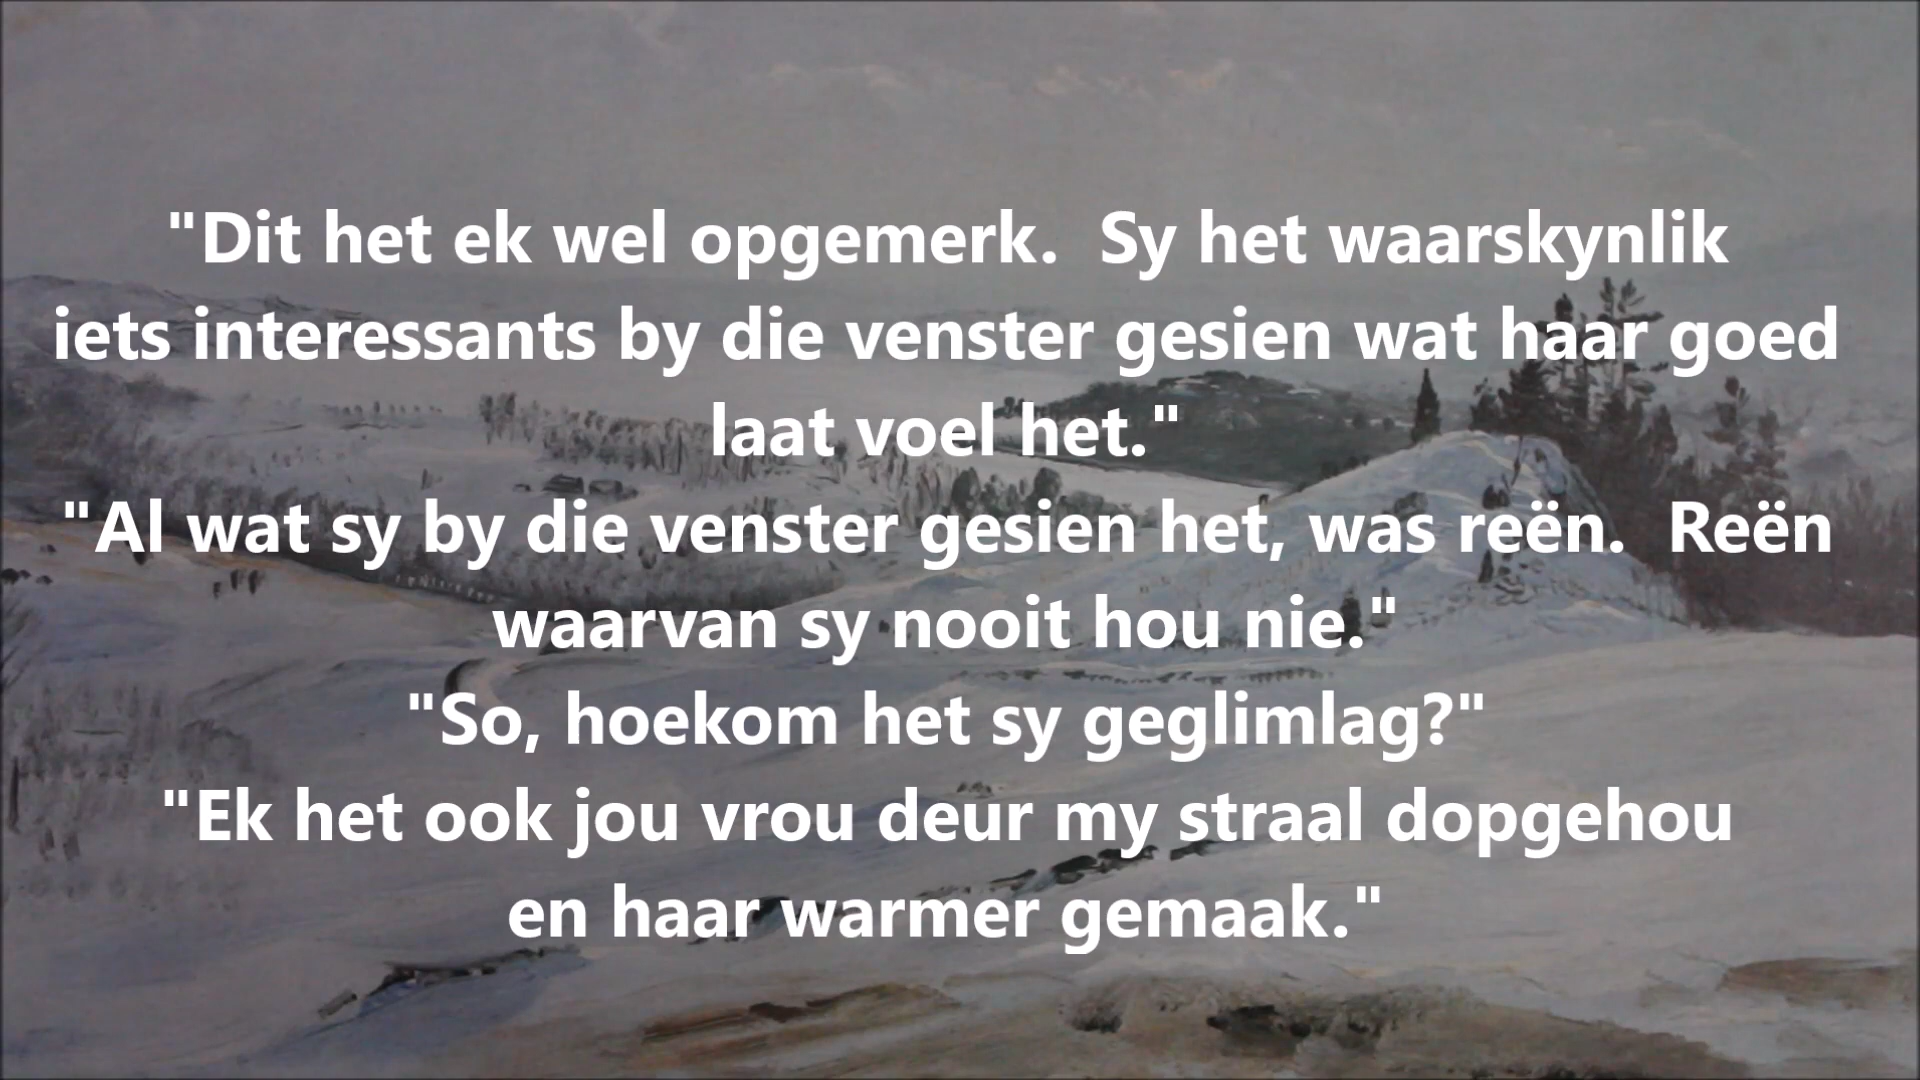 "Dit het ek wel opgemerk.  Sy het waarskynlik
iets interessants by die venster gesien wat haar goed
laat voel het."
"Al wat sy by die venster gesien het, was reën.  Reën
waarvan sy nooit hou nie."
"So, hoekom het sy geglimlag?"
"Ek het ook jou vrou deur my straal dopgehou
en haar warmer gemaak."